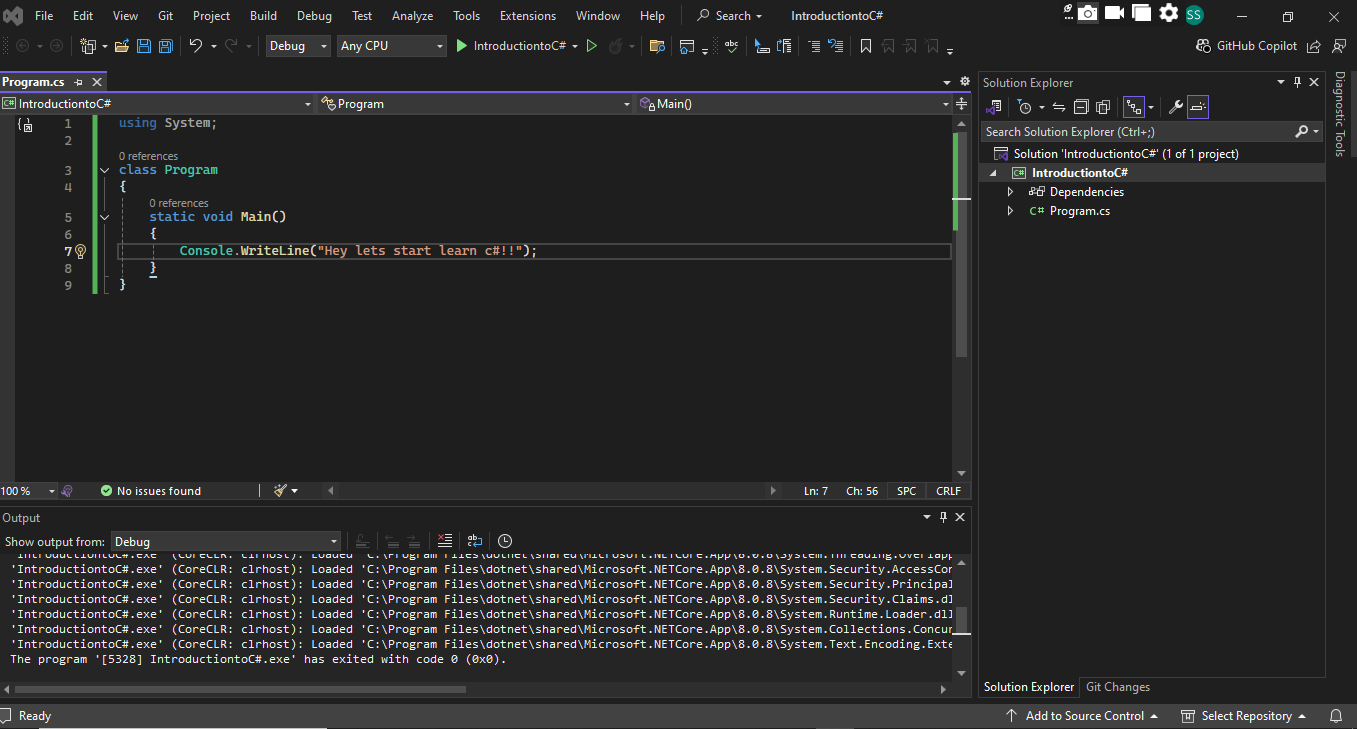 File Edit View Git Project Build Debug Test Analyze Tools Extensions Window Help Search IntroductiontoC# SS
Debug Any CPU IntroductiontoC# abc GitHub Copilot
Program.cs
IntroductiontoC# Program Main()
1 using System;
2
0 references
3 class Program
4 {
0 references
5 static void Main()
6 {
7 Console.WriteLine("Hey lets start learn c#!!");
8 }
9 }
100 % No issues found Ln: 7 Ch: 56 SPC CRLF
Output
Show output from: Debug
'IntroductiontoC#.exe' (CoreCLR: clrhost): Loaded 'C:\Program Files\dotnet\shared\Microsoft.NETCore.App\8.0.8\System.Threading.Overlapp
'IntroductiontoC#.exe' (CoreCLR: clrhost): Loaded 'C:\Program Files\dotnet\shared\Microsoft.NETCore.App\8.0.8\System.Security.AccessCon
'IntroductiontoC#.exe' (CoreCLR: clrhost): Loaded 'C:\Program Files\dotnet\shared\Microsoft.NETCore.App\8.0.8\System.Security.Principal
'IntroductiontoC#.exe' (CoreCLR: clrhost): Loaded 'C:\Program Files\dotnet\shared\Microsoft.NETCore.App\8.0.8\System.Security.Claims.dl
'IntroductiontoC#.exe' (CoreCLR: clrhost): Loaded 'C:\Program Files\dotnet\shared\Microsoft.NETCore.App\8.0.8\System.Runtime.Loader.dll
'IntroductiontoC#.exe' (CoreCLR: clrhost): Loaded 'C:\Program Files\dotnet\shared\Microsoft.NETCore.App\8.0.8\System.Collections.Concur
'IntroductiontoC#.exe' (CoreCLR: clrhost): Loaded 'C:\Program Files\dotnet\shared\Microsoft.NETCore.App\8.0.8\System.Text.Encoding.Exte
The program '[5328] IntroductiontoC#.exe' has exited with code 0 (0x0).
Solution Explorer
Search Solution Explorer (Ctrl+;)
Solution 'IntroductiontoC#' (1 of 1 project)
C# IntroductiontoC#
Dependencies
C# Program.cs
Solution Explorer Git Changes
Diagnostic Tools
Ready Add to Source Control Select Repository